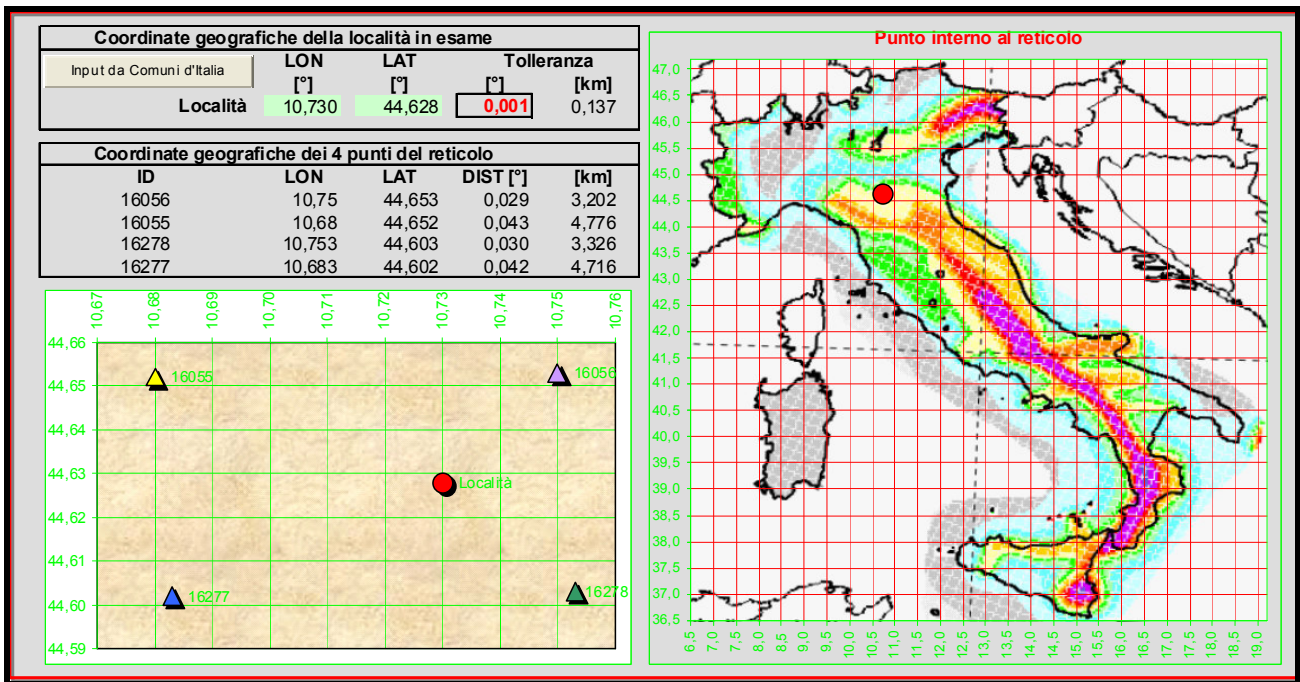 Coordinate geografiche della località in esame
Input da Comuni d'Italia
LON LAT Tolleranza
[°] [°] [°] [km]
Località 10,730 44,628 0,001 0,137
Coordinate geografiche dei 4 punti del reticolo
ID LON LAT DIST [°] [km]
16056 10,75 44,653 0,029 3,202
16055 10,68 44,652 0,043 4,776
16278 10,753 44,603 0,030 3,326
16277 10,683 44,602 0,042 4,716
10,67 10,68 10,69 10,70 10,71 10,72 10,73 10,74 10,75 10,76
44,66
44,65
44,64
44,63
44,62
44,61
44,60
44,59
16055
16056
Località
16277
16278
Punto interno al reticolo
47,0
46,5
46,0
45,5
45,0
44,5
44,0
43,5
43,0
42,5
42,0
41,5
41,0
40,5
40,0
39,5
39,0
38,5
38,0
37,5
37,0
36,5
6,5 7,0 7,5 8,0 8,5 9,0 9,5 10,0 10,5 11,0 11,5 12,0 12,5 13,0 13,5 14,0 14,5 15,0 15,5 16,0 16,5 17,0 17,5 18,0 18,5 19,0